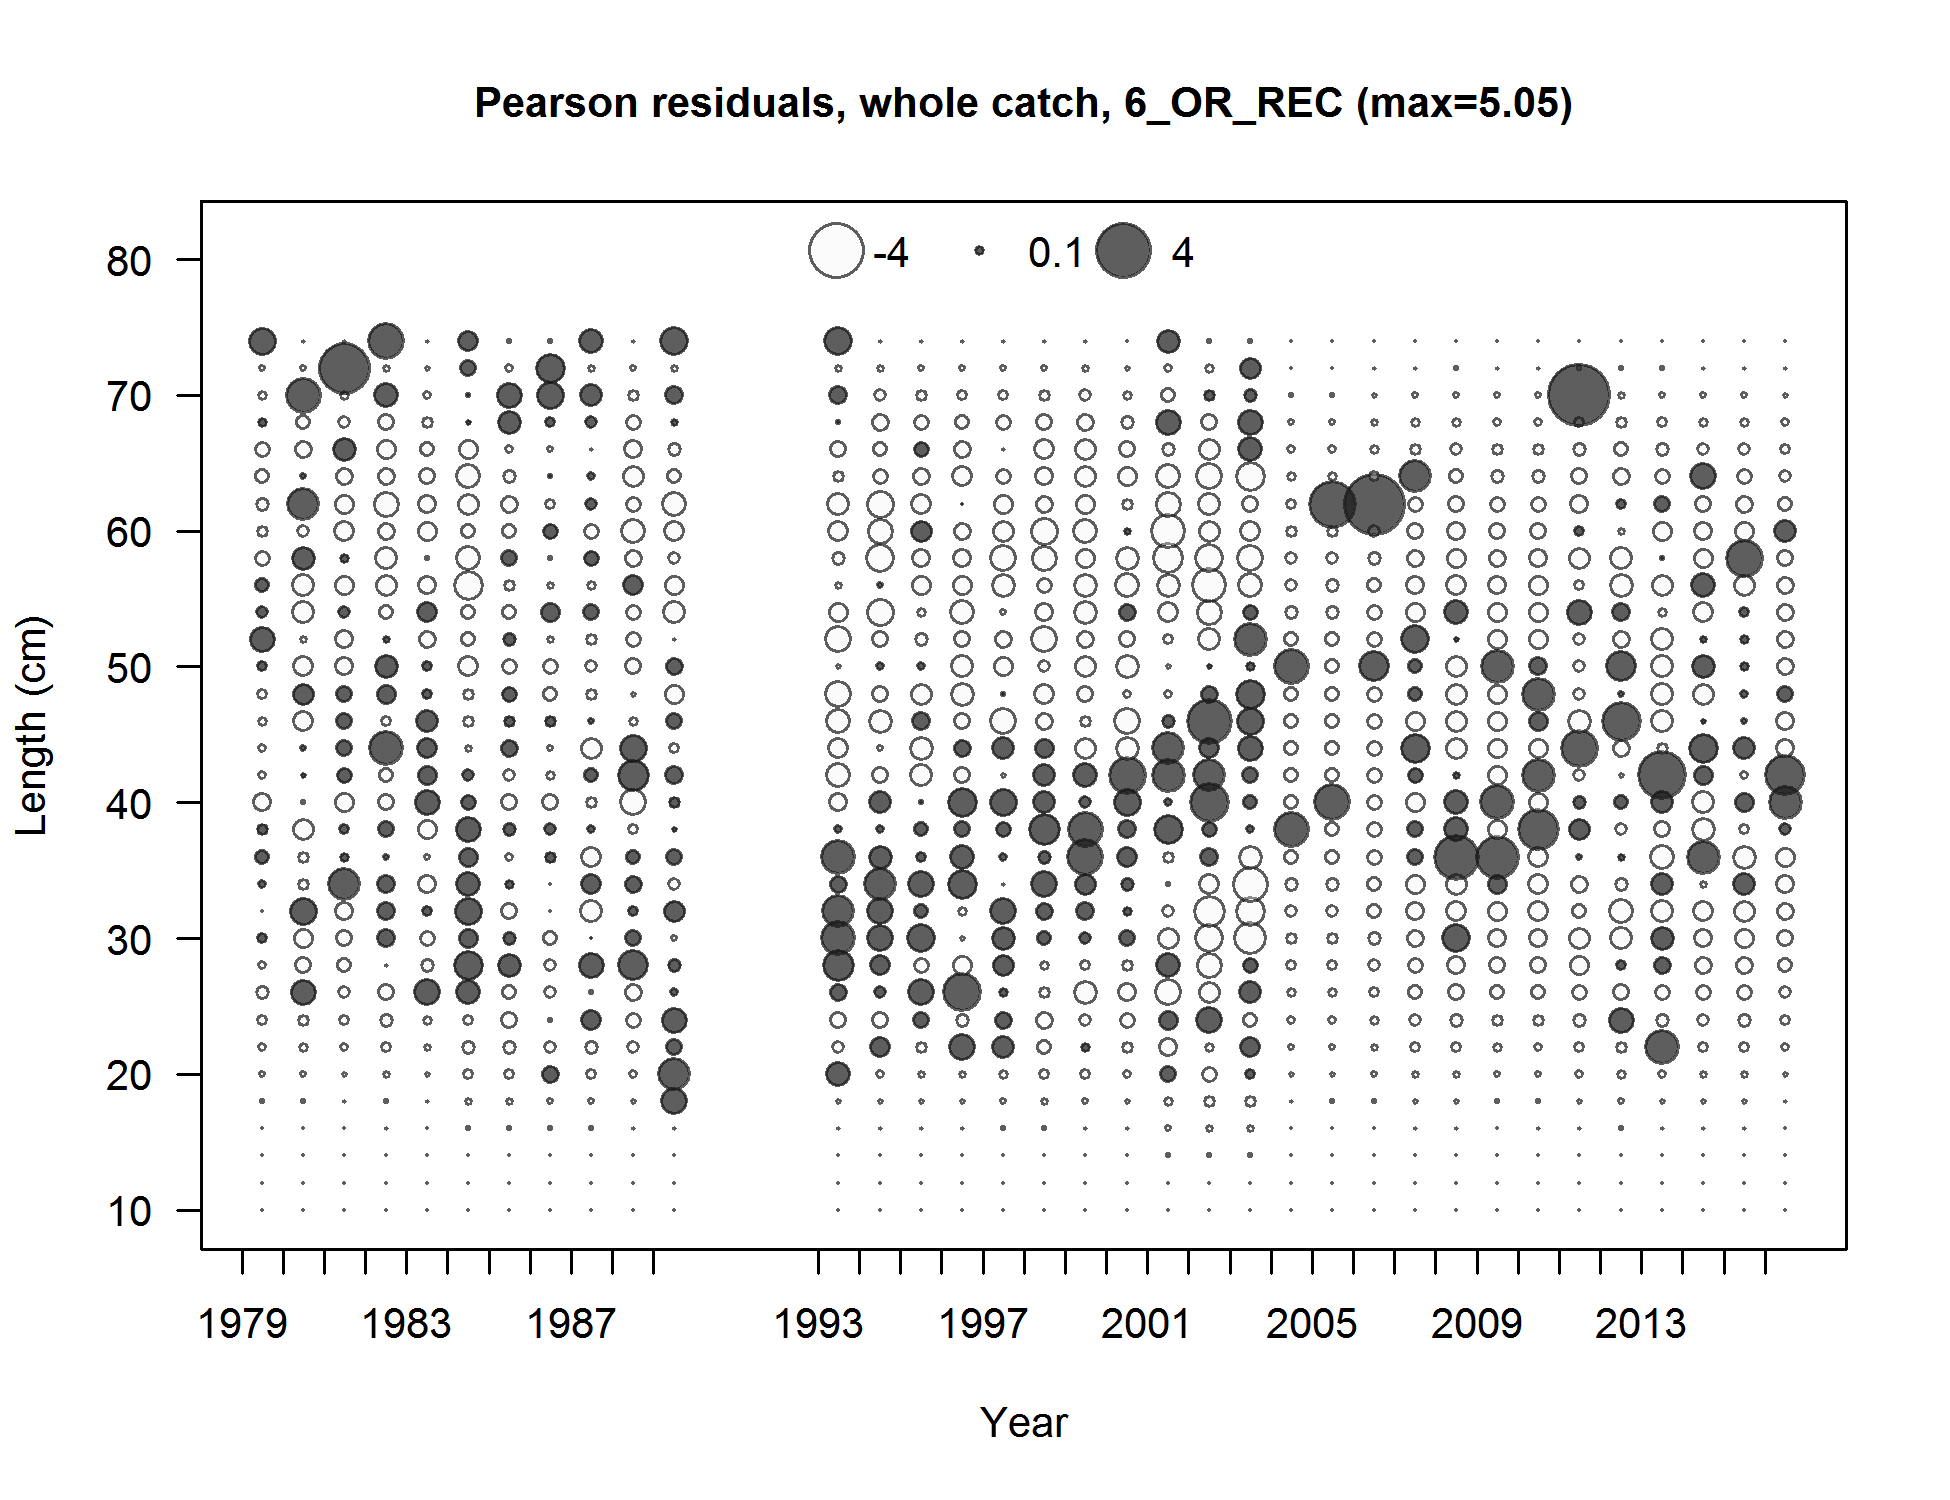 Pearson residuals, whole catch, 6_OR_REC (max=5.05)
-4 0.1 4
80
70
60
50
40
30
20
10
Length (cm)
1979 1983 1987 1993 1997 2001 2005 2009 2013
Year